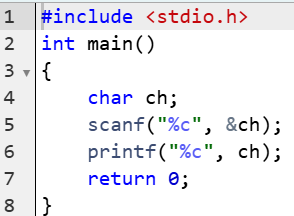 1 #include <stdio.h>
2 int main()
3 {
4     char ch;
5     scanf("%c", &ch);
6     printf("%c", ch);
7     return 0;
8 }